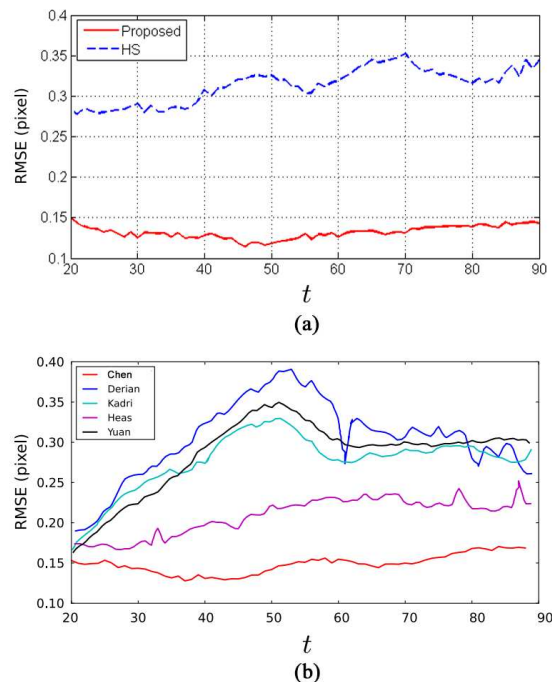 0.4
0.35
0.3
0.25
0.2
0.15
0.1
RMSE (pixel)
Proposed
HS
20 30 40 50 60 70 80 90
t
(a)
0.40
0.35
0.30
0.25
0.20
0.15
0.10
RMSE (pixel)
Chen
Derian
Kadri
Heas
Yuan
20 30 40 50 60 70 80 90
t
(b)